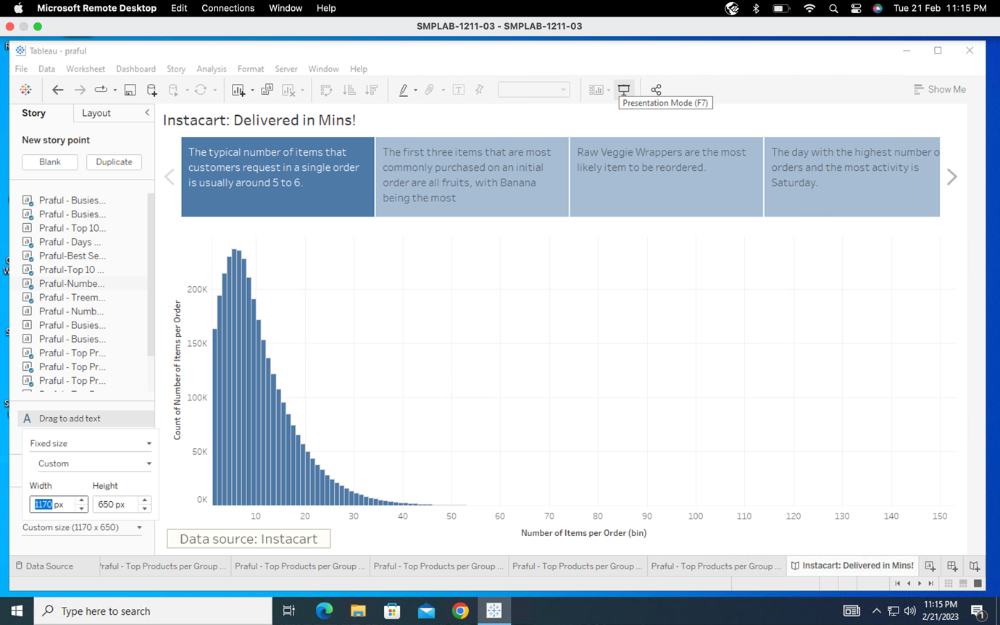 Microsoft Remote Desktop Edit Connections Window Help Tue 21 Feb 11:15 PM
SMPLAB-1211-03 - SMPLAB-1211-03
Tableau - praful
File Data Worksheet Dashboard Story Analysis Format Server Window Help
Show Me
Presentation Mode (F7)
Story Layout
New story point
Blank Duplicate
Praful - Busies...
Praful - Busies...
Praful - Top 10...
Praful - Days ...
Praful-Best Se...
Praful-Top 10 ...
Praful-Numbe...
Praful - Treem...
Praful - Numb...
Praful - Busies...
Praful - Busies...
Praful - Top Pr...
Praful - Top Pr...
Praful - Top Pr...
A Drag to add text
Fixed size
Custom
Width Height
1170 px 650 px
Custom size (1170 x 650)
Instacart: Delivered in Mins!
The typical number of items that
customers request in a single order
is usually around 5 to 6.
The first three items that are most
commonly purchased on an initial
order are all fruits, with Banana
being the most
Raw Veggie Wrappers are the most
likely item to be reordered.
The day with the highest number o
orders and the most activity is
Saturday.
Count of Number of Items per Order
200K
150K
100K
50K
0K
10 20 30 40 50 60 70 80 90 100 110 120 130 140 150
Number of Items per Order (bin)
Data source: Instacart
Data Source Praful - Top Products per Group ... Praful - Top Products per Group ... Praful - Top Products per Group ... Praful - Top Products per Group ... Praful - Top Products per Group ... Instacart: Delivered in Mins!
Type here to search
11:15 PM
2/21/2023
1